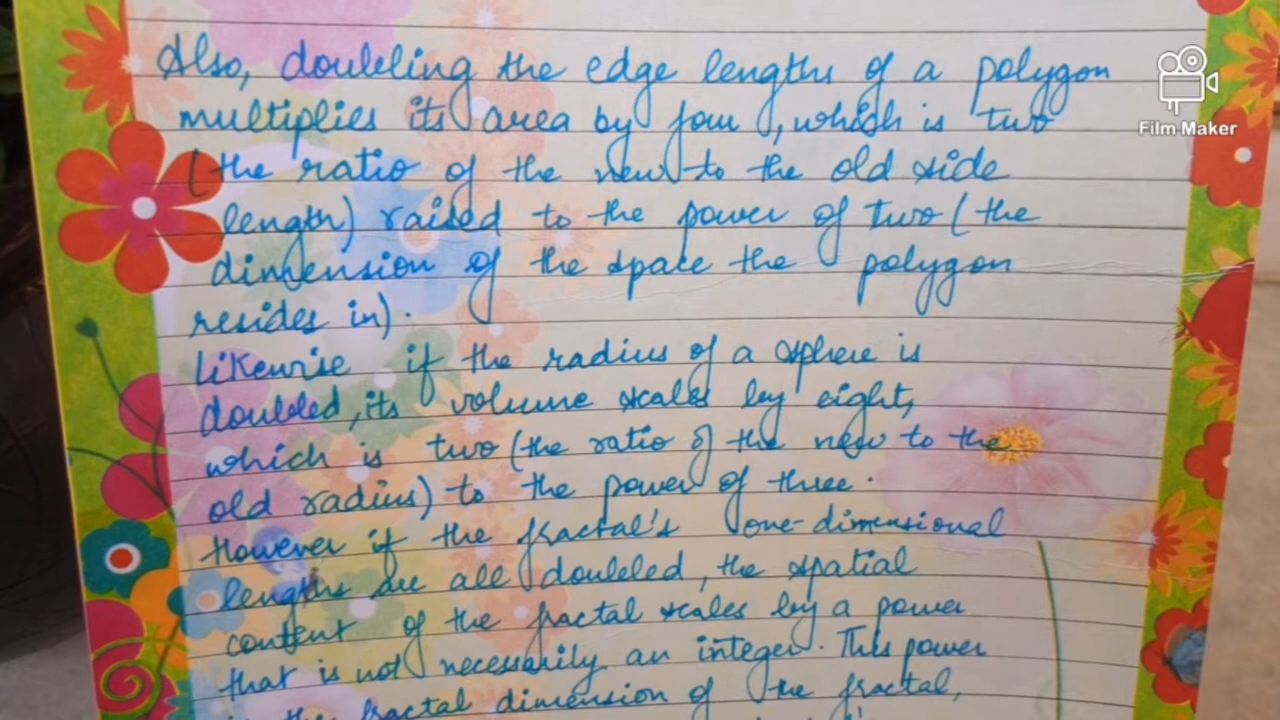 Also, doubling the edge lengths of a polygon
multiplies its area by four, which is two
(the ratio of the new to the old side
length) raised to the power of two (the
dimension of the space the polygon
resides in).
Likewise if the radius of a sphere is
doubled, its volume scales by eight,
which is two (the ratio of the new to the
old radius) to the power of three.
However if the fractal's one-dimensional
lengths are all doubled, the spatial
content of the fractal scales by a power
that is not necessarily an integer. This power
the fractal dimension of the fractal,
Film Maker